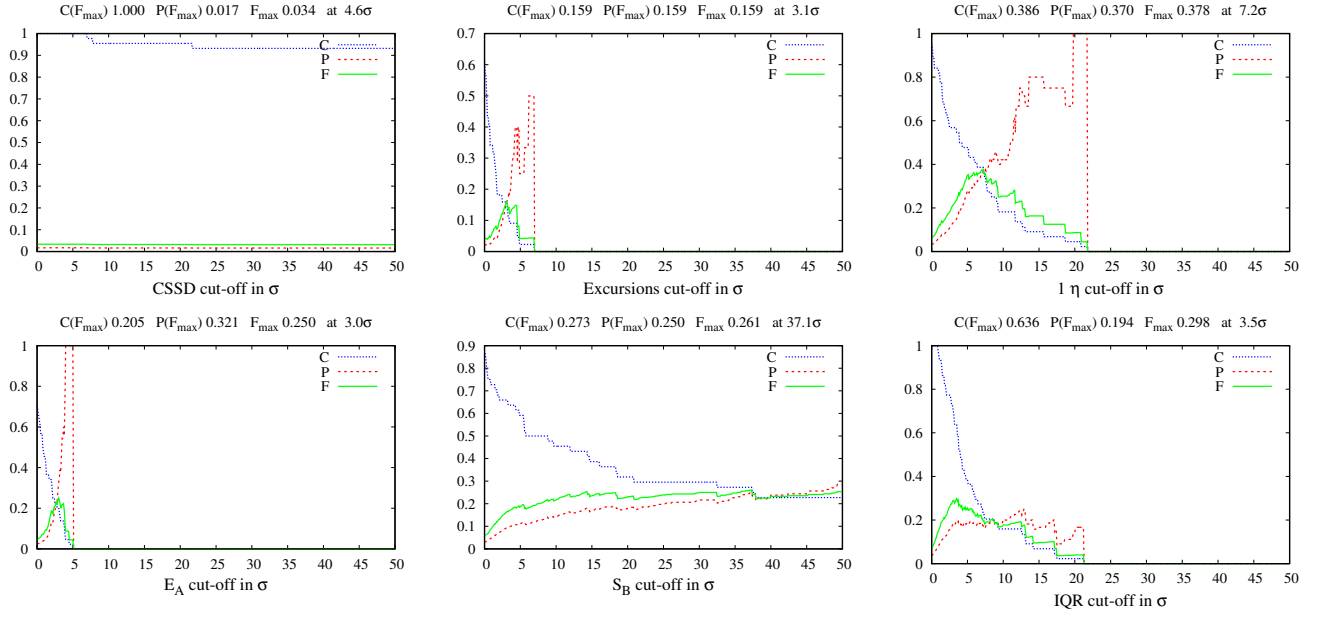 C(Fmax) 1.000 P(Fmax) 0.017 Fmax 0.034 at 4.6σ
1
0.9
0.8
0.7
0.6
0.5
0.4
0.3
0.2
0.1
0
C
P
F
0 5 10 15 20 25 30 35 40 45 50
CSSD cut-off in σ
C(Fmax) 0.159 P(Fmax) 0.159 Fmax 0.159 at 3.1σ
0.7
0.6
0.5
0.4
0.3
0.2
0.1
0
C
P
F
0 5 10 15 20 25 30 35 40 45 50
Excursions cut-off in σ
C(Fmax) 0.386 P(Fmax) 0.370 Fmax 0.378 at 7.2σ
1
0.8
0.6
0.4
0.2
0
C
P
F
0 5 10 15 20 25 30 35 40 45 50
1 η cut-off in σ
C(Fmax) 0.205 P(Fmax) 0.321 Fmax 0.250 at 3.0σ
1
0.8
0.6
0.4
0.2
0
C
P
F
0 5 10 15 20 25 30 35 40 45 50
EA cut-off in σ
C(Fmax) 0.273 P(Fmax) 0.250 Fmax 0.261 at 37.1σ
0.9
0.8
0.7
0.6
0.5
0.4
0.3
0.2
0.1
0
C
P
F
0 5 10 15 20 25 30 35 40 45 50
SB cut-off in σ
C(Fmax) 0.636 P(Fmax) 0.194 Fmax 0.298 at 3.5σ
1
0.8
0.6
0.4
0.2
0
C
P
F
0 5 10 15 20 25 30 35 40 45 50
IQR cut-off in σ